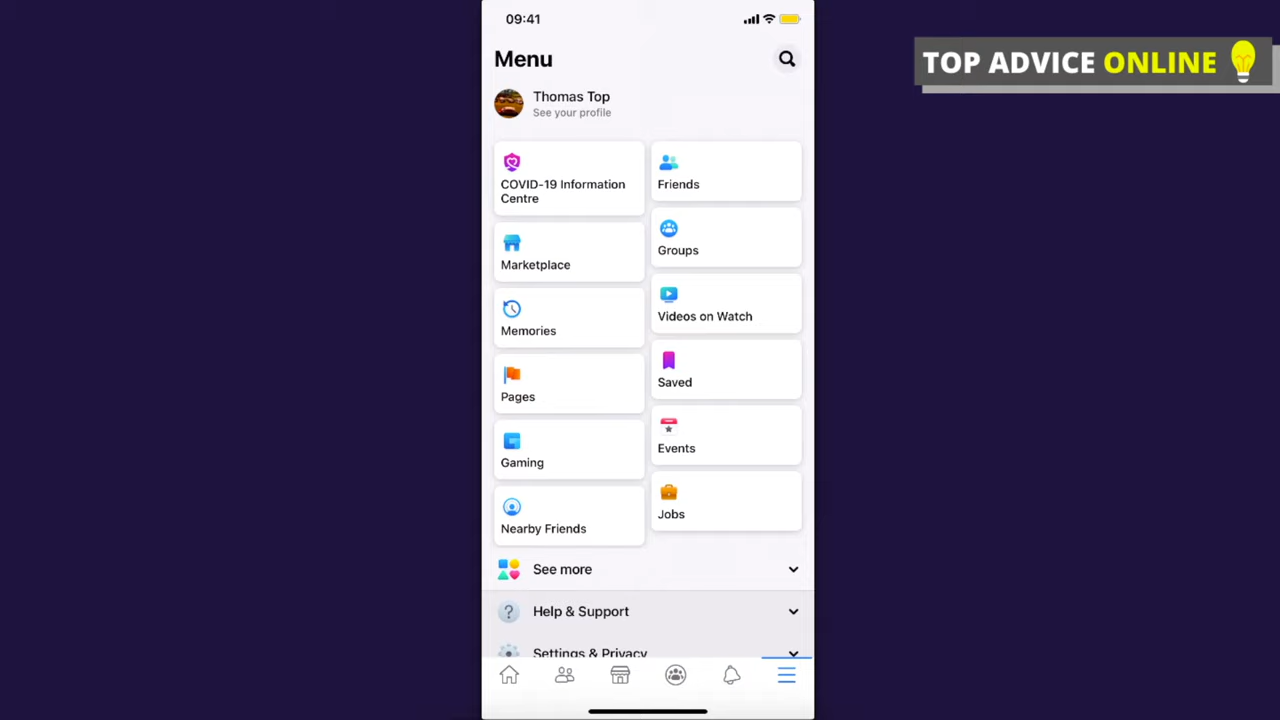 09:41
TOP ADVICE ONLINE
Menu
Thomas Top
See your profile
COVID-19 Information
Centre
Friends
Marketplace
Groups
Memories
Videos on Watch
Pages
Saved
Gaming
Events
Nearby Friends
Jobs
See more
? Help & Support
Settings & Privacy